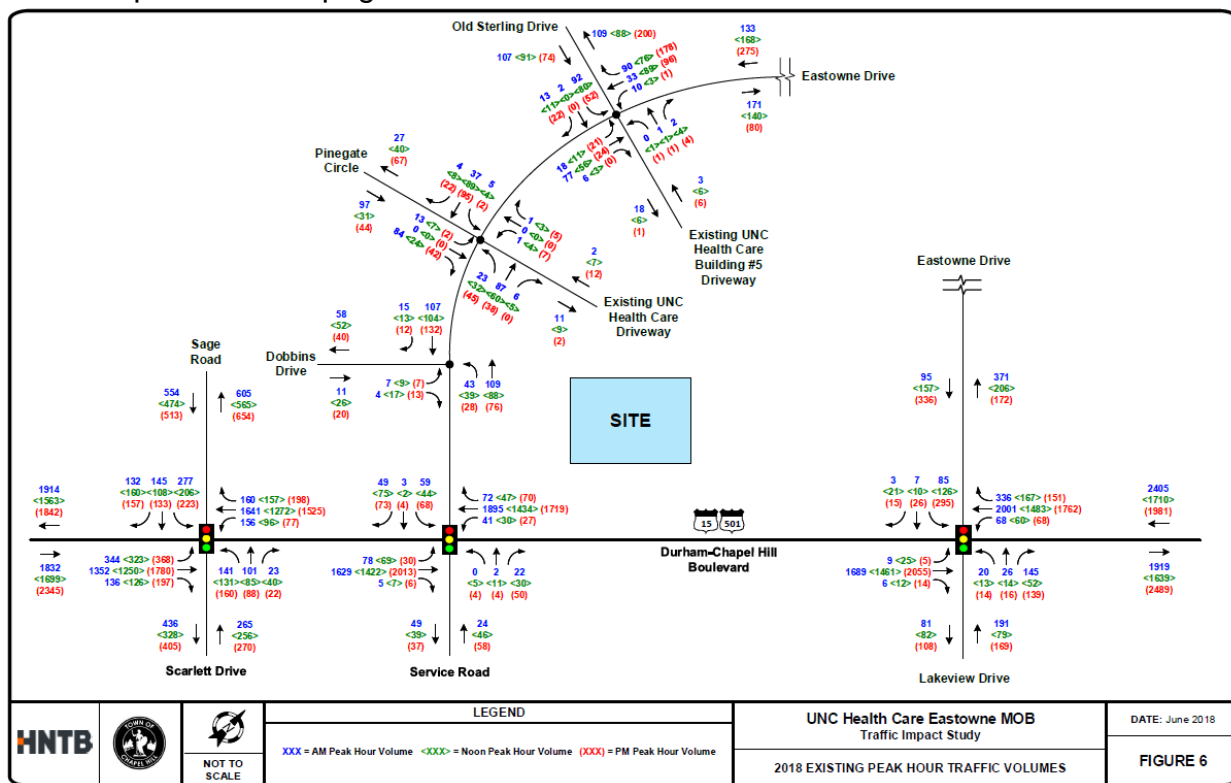 Old Sterling Drive
109 <88> (200)
107 <91> (74)
133
<168>
(275)
90 <76> (178)
33 <89> (96)
10 <3> (1)
13 2 92
<11><0><80>
(22) (0) (52)
Eastowne Drive
171
<140>
(80)
0 1 2
<1><1><4>
(1) (1) (4)
18 <11> (21)
77 <56> (24)
6 <3> (0)
27
<40>
(67)
Pinegate
Circle
4 37 5
<8><89><4>
(22) (95) (2)
3
<6>
(6)
18
<6>
(1)
97
<31>
(44)
13 <7> (2)
0 <0> (0)
84 <24> (42)
1 <3> (5)
0 <0> (0)
1 <4> (7)
Existing UNC
Health Care
Building #5
Driveway
2
<7>
(12)
23 87 6
<32><60><5>
(45) (38) (0)
Existing UNC
Health Care
Driveway
11
<9>
(2)
Eastowne Drive
58
<52>
(40)
15 107
<13> <104>
(12) (132)
Sage
Road
Dobbins
Drive
11
<26>
(20)
7 <9> (7)
4 <17> (13)
43 109
<39> <88>
(28) (76)
SITE
554
<474>
(513)
605
<565>
(654)
95
<157>
(336)
371
<206>
(172)
1914
<1563>
(1842)
132 145 277
<160><108><206>
(157) (133) (223)
160 <157> (198)
1641 <1272> (1525)
156 <96> (77)
49 3 59
<75> <2> <44>
(73) (4) (68)
72 <47> (70)
1895 <1434> (1719)
41 <30> (27)
15 501
Durham-Chapel Hill
Boulevard
3 7 85
<21> <10> <126>
(15) (26) (295)
336 <167> (151)
2001 <1483> (1762)
68 <60> (68)
2405
<1710>
(1981)
1832
<1699>
(2345)
344 <323> (368)
1352 <1250> (1780)
136 <126> (197)
141 101 23
<131> <85> <40>
(160) (88) (22)
78 <69> (30)
1629 <1422> (2013)
5 <7> (6)
0 2 22
<5> <11> <30>
(4) (4) (50)
9 <25> (5)
1689 <1461> (2055)
6 <12> (14)
20 26 145
<13> <14> <52>
(14) (16) (139)
1919
<1639>
(2489)
436
<328>
(405)
265
<256>
(270)
49
<39>
(37)
24
<46>
(58)
81
<82>
(108)
191
<79>
(169)
Scarlett Drive
Service Road
Lakeview Drive
HNTB
TOWN OF
CHAPEL HILL
NOT TO
SCALE
LEGEND
XXX = AM Peak Hour Volume <XXX> = Noon Peak Hour Volume (XXX) = PM Peak Hour Volume
UNC Health Care Eastowne MOB
Traffic Impact Study
2018 EXISTING PEAK HOUR TRAFFIC VOLUMES
DATE: June 2018
FIGURE 6